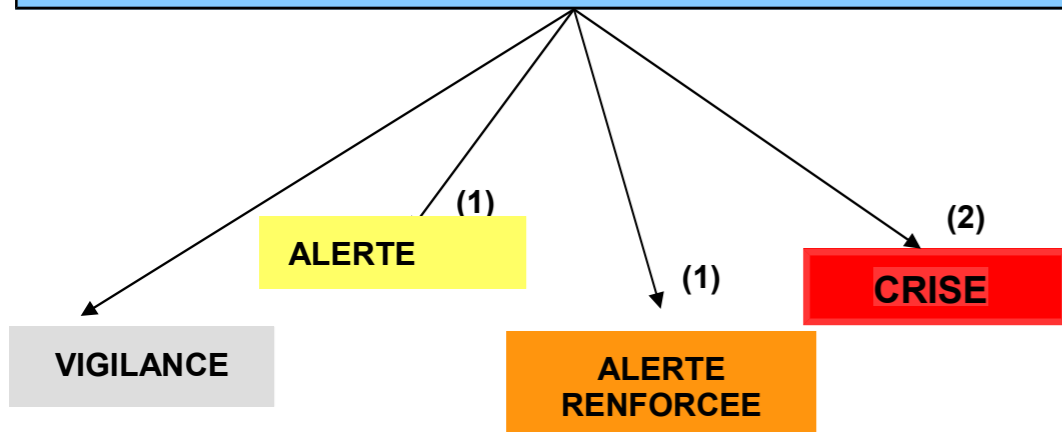 (1)
(2)
ALERTE
(1)
CRISE
VIGILANCE
ALERTE
RENFORCEE